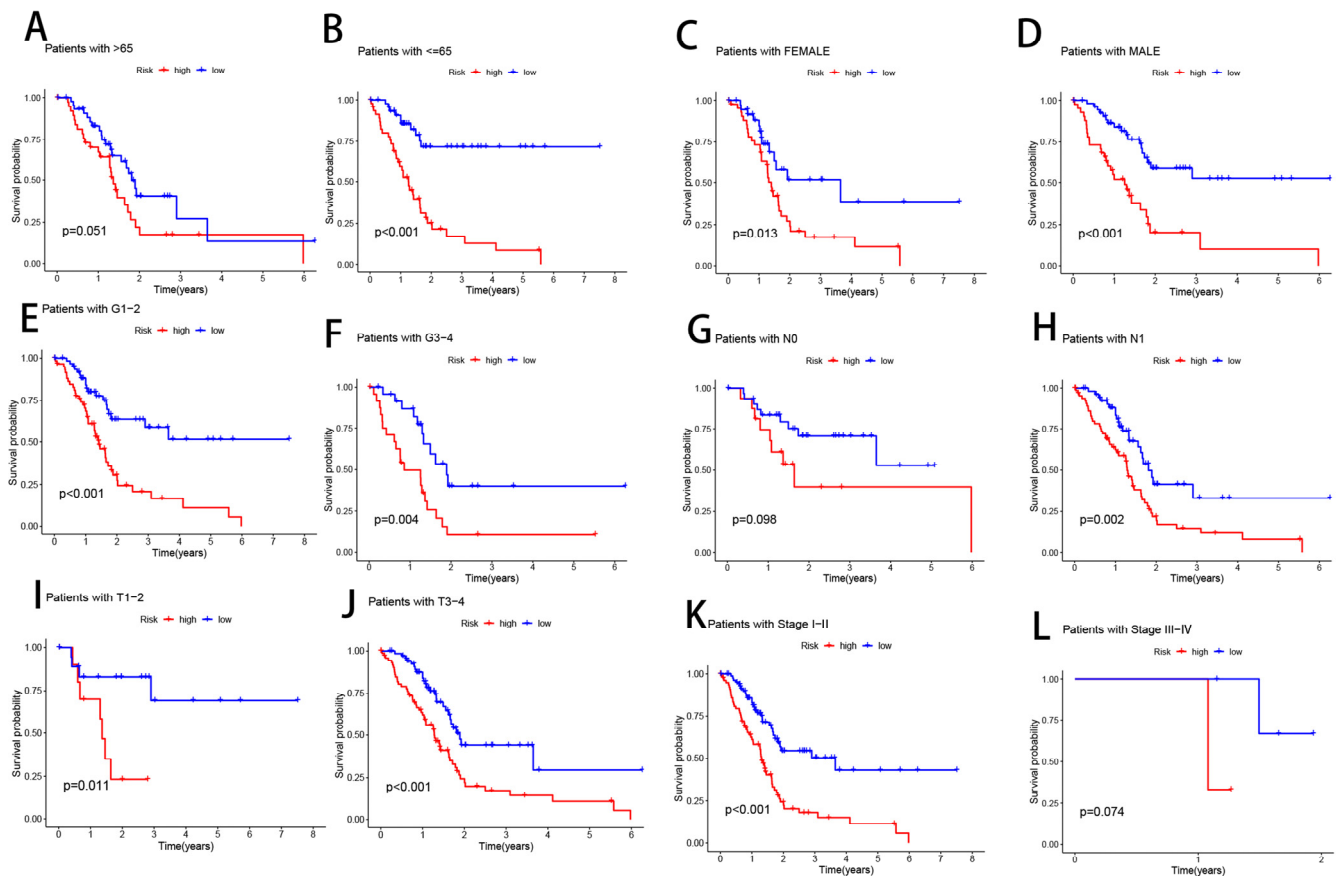 A
Patients with >65
Risk high low
Survival probability
1.00
0.75
0.50
0.25
0.00
p=0.051
0 1 2 3 4 5 6
Time(years)
B
Patients with <=65
Risk high low
Survival probability
1.00
0.75
0.50
0.25
0.00
p<0.001
0 1 2 3 4 5 6 7 8
Time(years)
C
Patients with FEMALE
Risk high low
Survival probability
1.00
0.75
0.50
0.25
0.00
p=0.013
0 1 2 3 4 5 6 7 8
Time(years)
D
Patients with MALE
Risk high low
Survival probability
1.00
0.75
0.50
0.25
0.00
p<0.001
0 1 2 3 4 5 6
Time(years)
E
Patients with G1-2
Risk high low
Survival probability
1.00
0.75
0.50
0.25
0.00
p<0.001
0 1 2 3 4 5 6 7 8
Time(years)
F
Patients with G3-4
Risk high low
Survival probability
1.00
0.75
0.50
0.25
0.00
p=0.004
0 1 2 3 4 5 6
Time(years)
G
Patients with N0
Risk high low
Survival probability
1.00
0.75
0.50
0.25
0.00
p=0.098
0 1 2 3 4 5 6
Time(years)
H
Patients with N1
Risk high low
Survival probability
1.00
0.75
0.50
0.25
0.00
p=0.002
0 1 2 3 4 5 6
Time(years)
I
Patients with T1-2
Risk high low
Survival probability
1.00
0.75
0.50
0.25
0.00
p=0.011
0 1 2 3 4 5 6 7 8
Time(years)
J
Patients with T3-4
Risk high low
Survival probability
1.00
0.75
0.50
0.25
0.00
p<0.001
0 1 2 3 4 5 6
Time(years)
K
Patients with Stage I-II
Risk high low
Survival probability
1.00
0.75
0.50
0.25
0.00
p<0.001
0 1 2 3 4 5 6 7 8
Time(years)
L
Patients with Stage III-IV
Risk high low
Survival probability
1.00
0.75
0.50
0.25
0.00
p=0.074
0 1 2
Time(years)